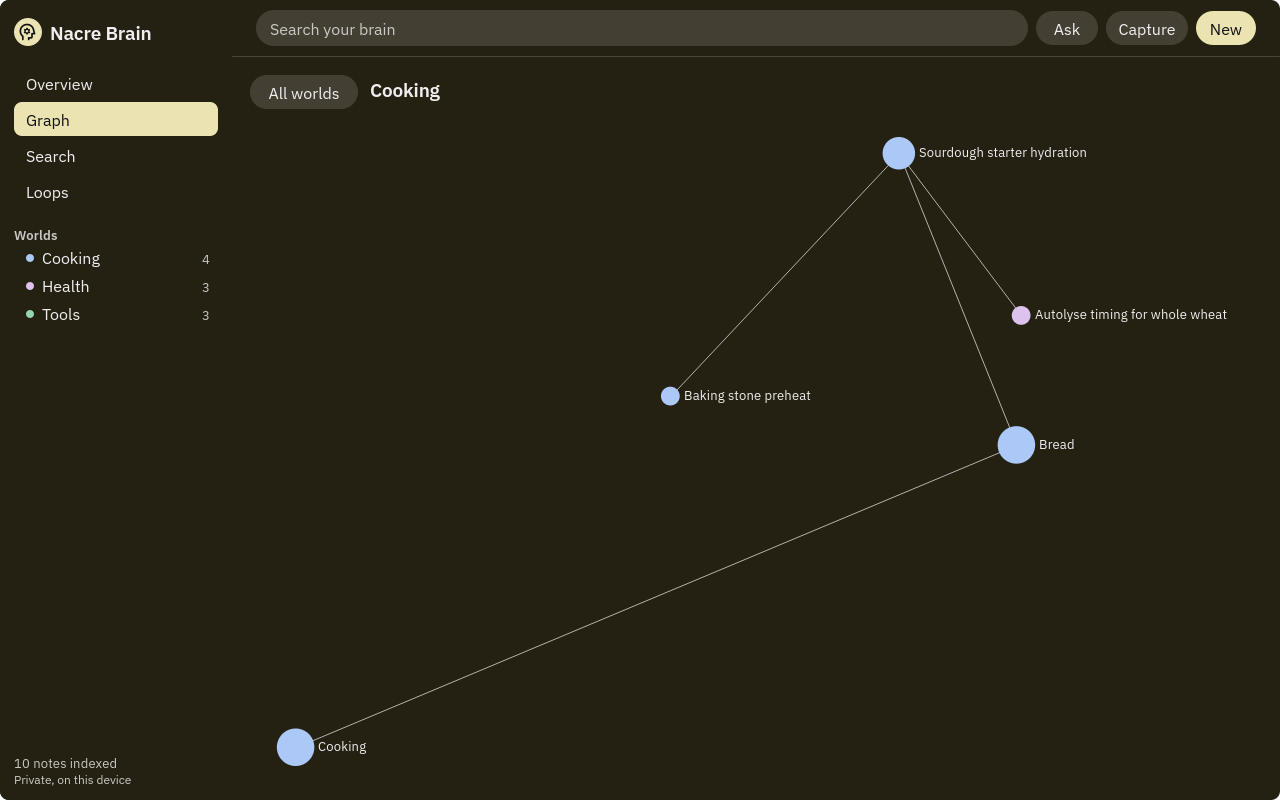 Nacre Brain
Search your brain
Ask
Capture
New
Overview
Graph
Search
Loops
Worlds
Cooking 4
Health 3
Tools 3
10 notes indexed
Private, on this device
All worlds
Cooking
Sourdough starter hydration
Autolyse timing for whole wheat
Baking stone preheat
Bread
Cooking